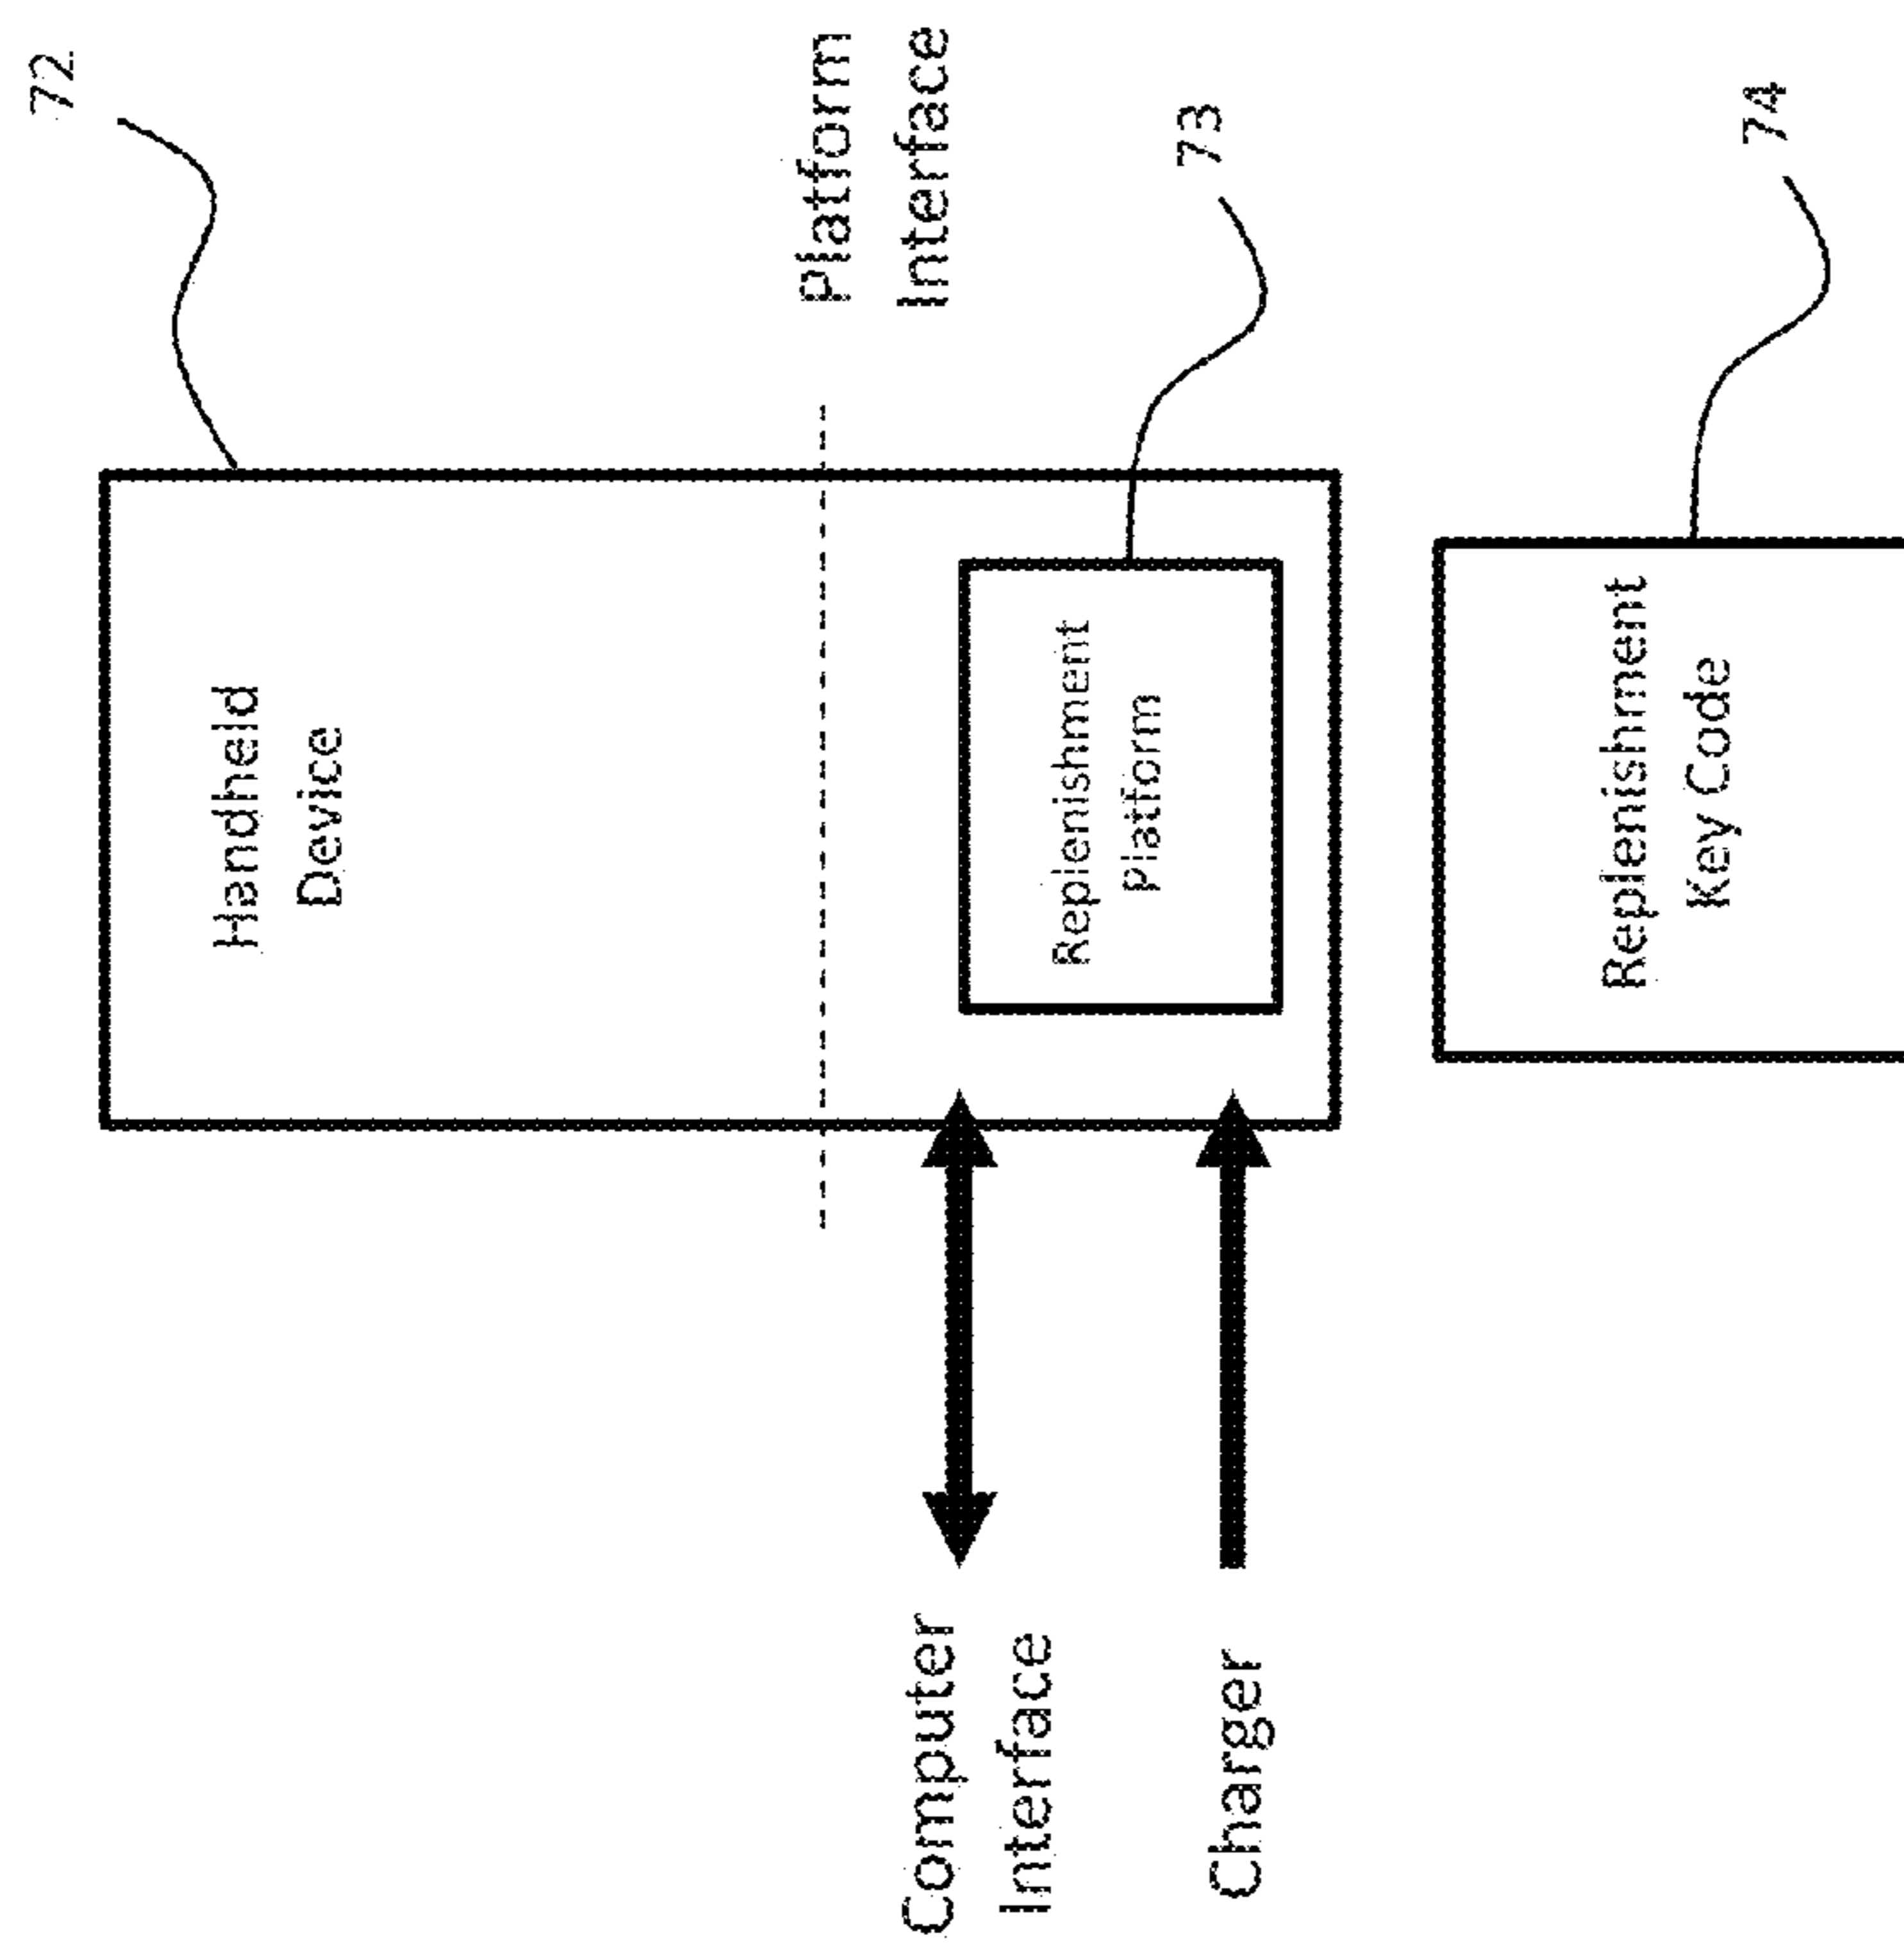 72
Handheld
Device
Platform
Interface
73
Replenishment
Platform
Computer
Interface
Charger
74
Replenishment
Key Code